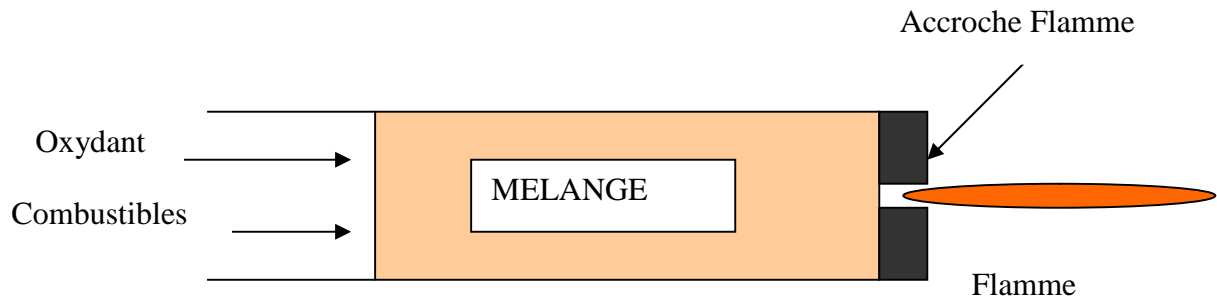 Accroche Flamme
Oxydant
MELANGE
Combustibles
Flamme